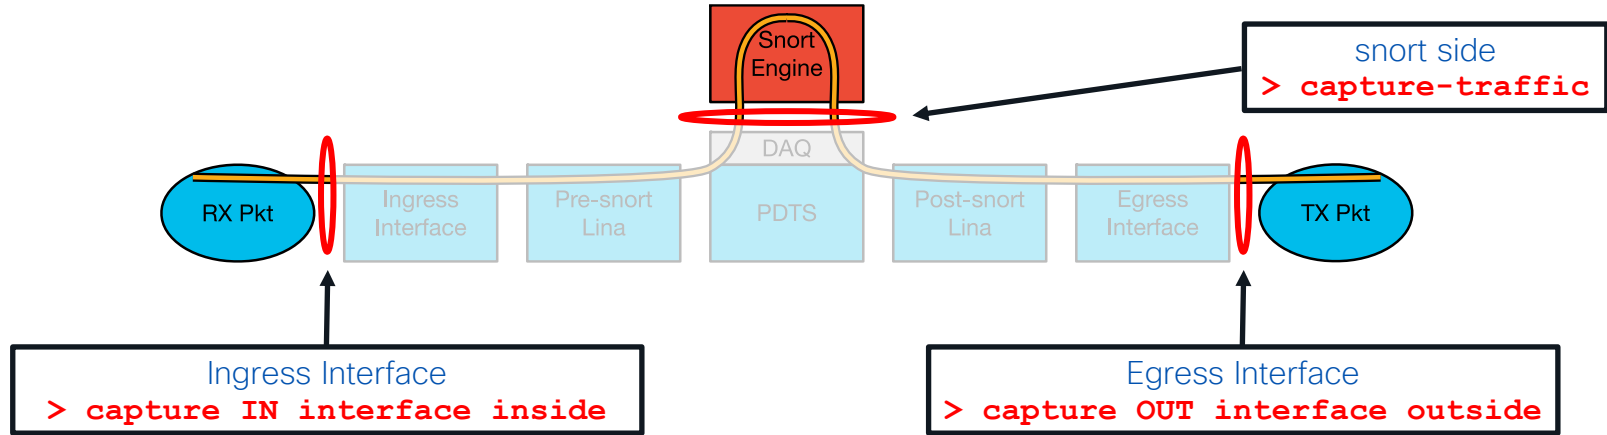 Snort
Engine
snort side
> capture-traffic
DAQ
RX Pkt
Ingress
Interface
Pre-snort
Lina
PDTS
Post-snort
Lina
Egress
Interface
TX Pkt
Ingress Interface
> capture IN interface inside
Egress Interface
> capture OUT interface outside